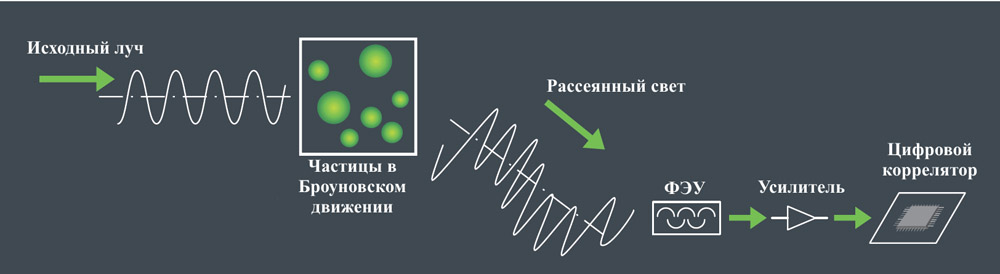 Исходный луч
Частицы в
Броуновском
движении
Рассеянный свет
ФЭУ
Усилитель
Цифровой
коррелятор